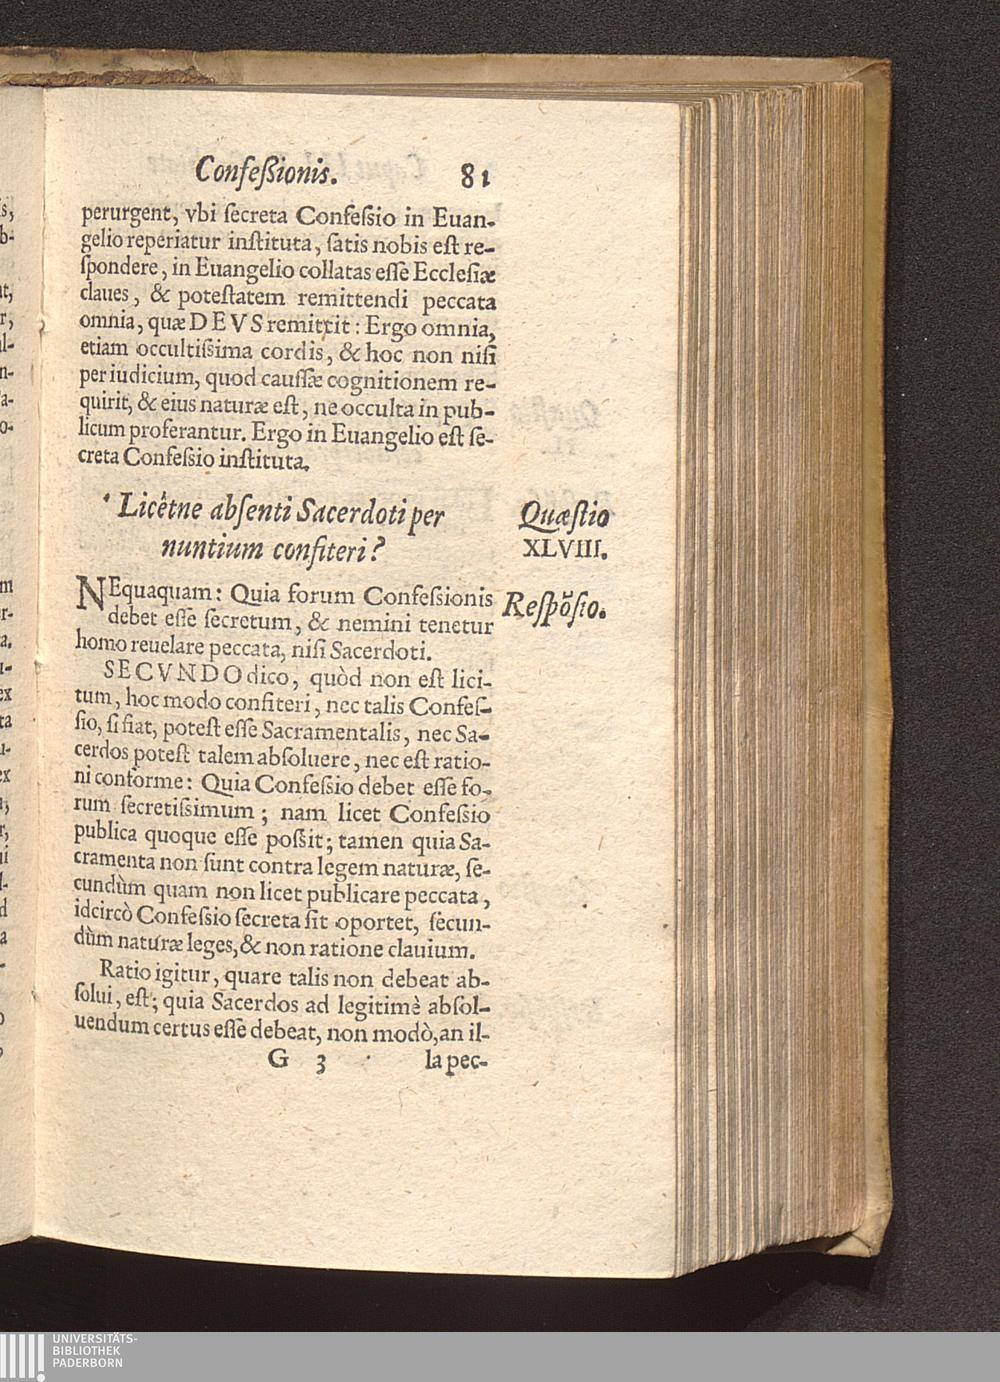 Confeßionis. 81
perurgent, vbi ſecreta Confeſsio in Euan-
gelio reperiatur inſtituta, ſatis nobis eſt re-
ſpondere, in Euangelio collatas eſſe Eccleſiæ
claues, & poteſtatem remittendi peccata
omnia, quæ DEVS remittit: Ergo omnia,
etiam occultiſsima cordis, & hoc non niſi
per iudicium, quod cauſſæ cognitionem re-
quirit, & eius naturæ eſt, ne occulta in pub-
licum proferantur. Ergo in Euangelio eſt ſe-
creta Confeſsio inſtituta.
Licêtne abſenti Sacerdoti per
nuntium confiteri?
Quæſtio
XLVIII.
NEquaquam: Quia forum Confeſsionis
debet eſſe ſecretum, & nemini tenetur
homo reuelare peccata, niſi Sacerdoti.
Reſpõſio.
SECVNDO dico, quòd non eſt lici-
tum, hoc modo confiteri, nec talis Confeſ-
ſio, ſi fiat, poteſt eſſe Sacramentalis, nec Sa-
cerdos poteſt talem abſoluere, nec eſt ratio-
ni conforme: Quia Confeſsio debet eſſe fo-
rum ſecretiſsimum; nam licet Confeſsio
publica quoque eſſe poſsit; tamen quia Sa-
cramenta non ſunt contra legem naturæ, ſe-
cundùm quam non licet publicare peccata,
idcircò Confeſsio ſecreta ſit oportet, ſecun-
dùm naturæ leges, & non ratione clauium.
Ratio igitur, quare talis non debeat ab-
ſolui, eſt; quia Sacerdos ad legitimè abſol-
uendum certus eſſe debeat, non modò, an il-
G 3 la pec-
UNIVERSITÄTS-
BIBLIOTHEK
PADERBORN